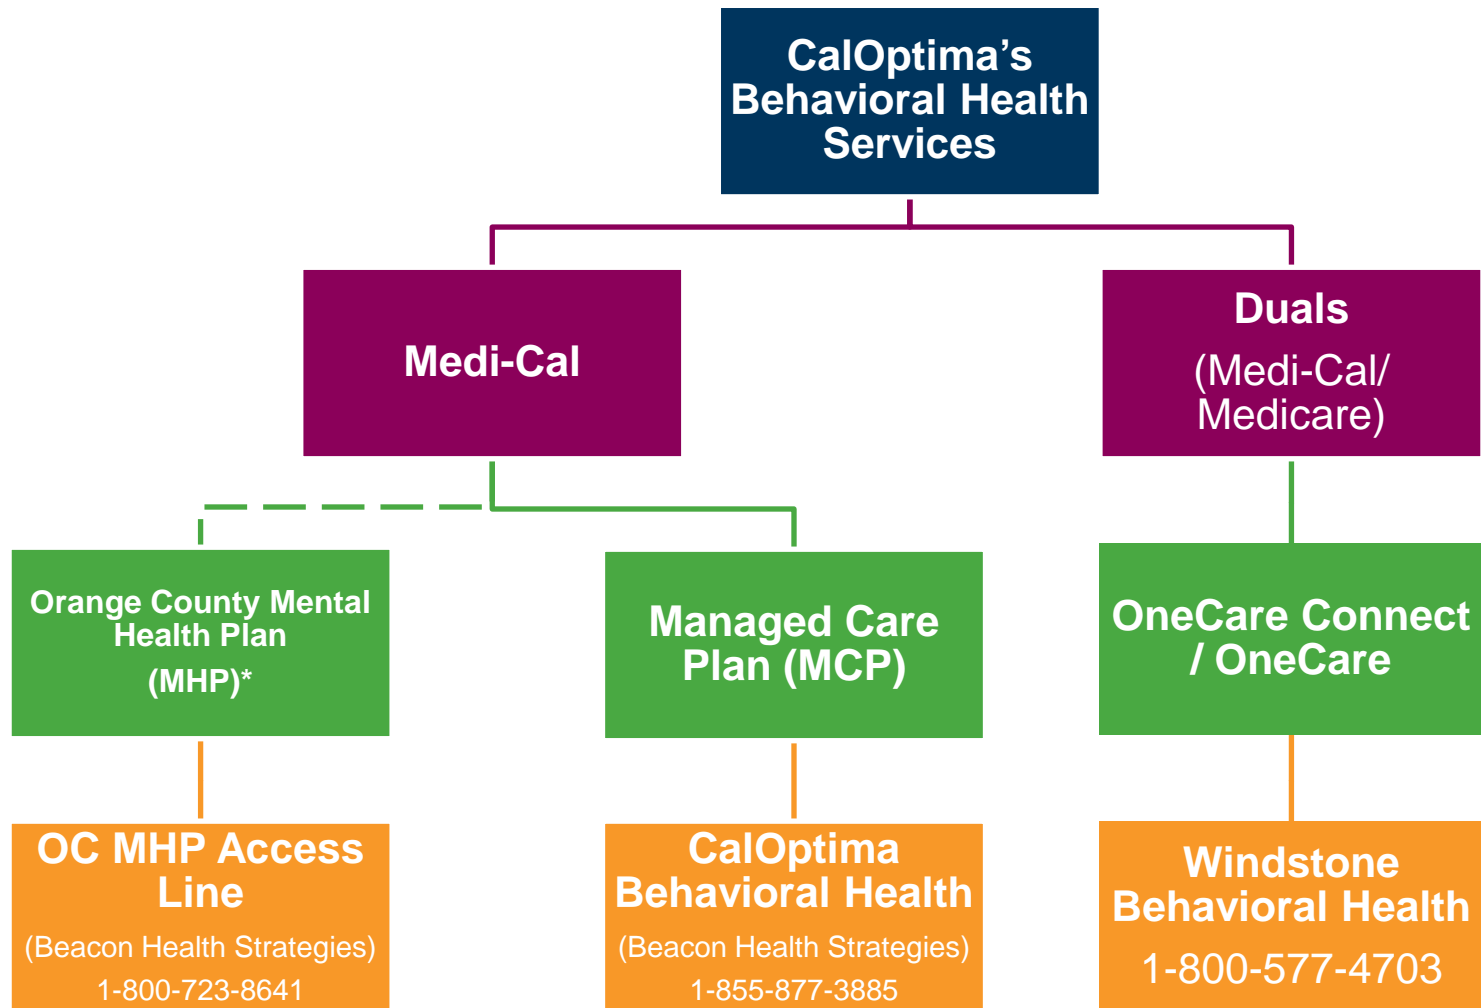 CalOptima’s
Behavioral Health
Services
Medi-Cal
Duals
(Medi-Cal/
Medicare)
Orange County Mental
Health Plan
(MHP)*
Managed Care
Plan (MCP)
OneCare Connect
/ OneCare
OC MHP Access
Line
(Beacon Health Strategies)
1-800-723-8641
CalOptima
Behavioral Health
(Beacon Health Strategies)
1-855-877-3885
Windstone
Behavioral Health
1-800-577-4703